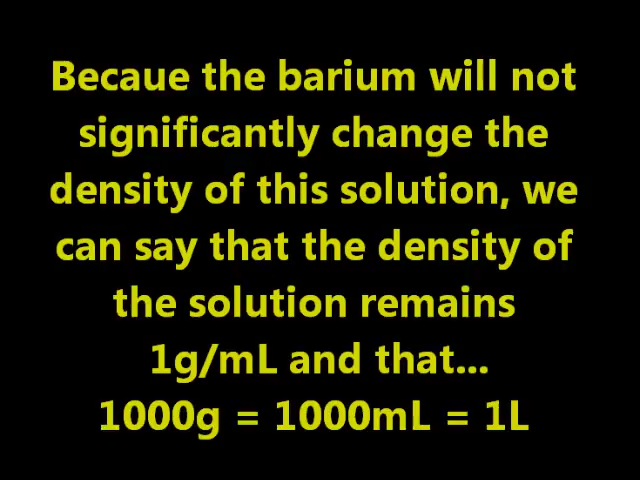 Becaue the barium will not
significantly change the
density of this solution, we
can say that the density of
the solution remains
1g/mL and that...
1000g = 1000mL = 1L